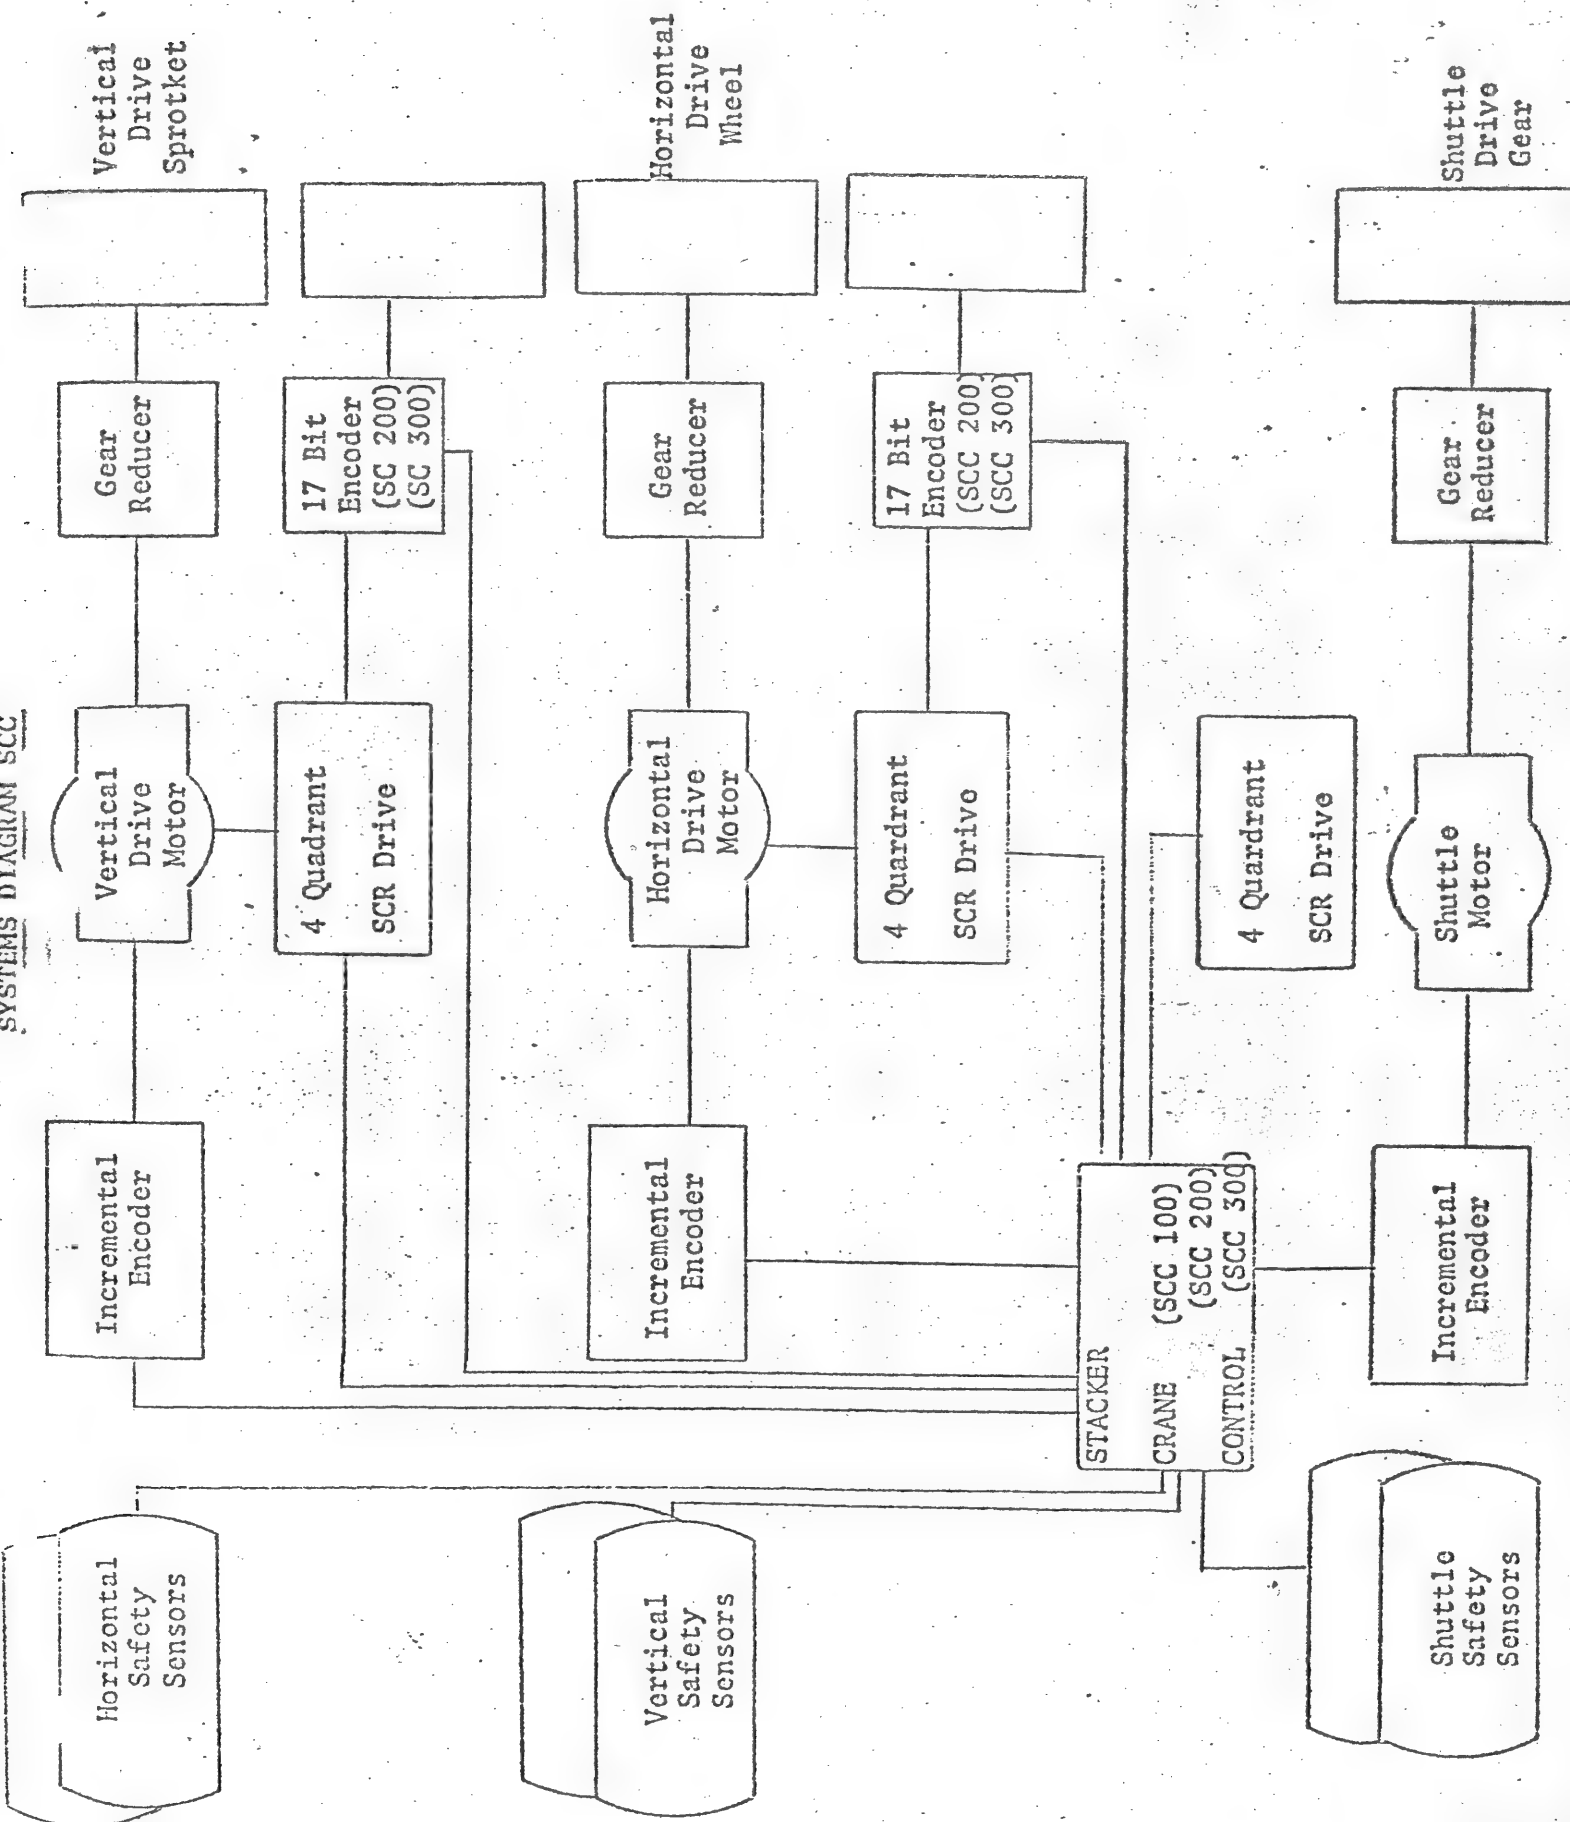 SYSTEMS DIAGRAM SCC
Horizontal
Safety
Sensors
Incremental
Encoder
Vertical
Drive
Motor
Gear
Reducer
Vertical
Drive
Sprotket
4 Quadrant
SCR Drive
17 Bit
Encoder
(SC 200)
(SC 300)
Vertical
Safety
Sensors
Incremental
Encoder
Horizontal
Drive
Motor
Gear
Reducer
Horizontal
Drive
Wheel
4 Quardrant
SCR Drive
17 Bit
Encoder
(SCC 200)
(SCC 300)
STACKER
CRANE (SCC 100)
(SCC 200)
CONTROL (SCC 300)
4 Quardrant
SCR Drive
Shuttle
Safety
Sensors
Incremental
Encoder
Shuttle
Motor
Gear
Reducer
Shuttle
Drive
Gear